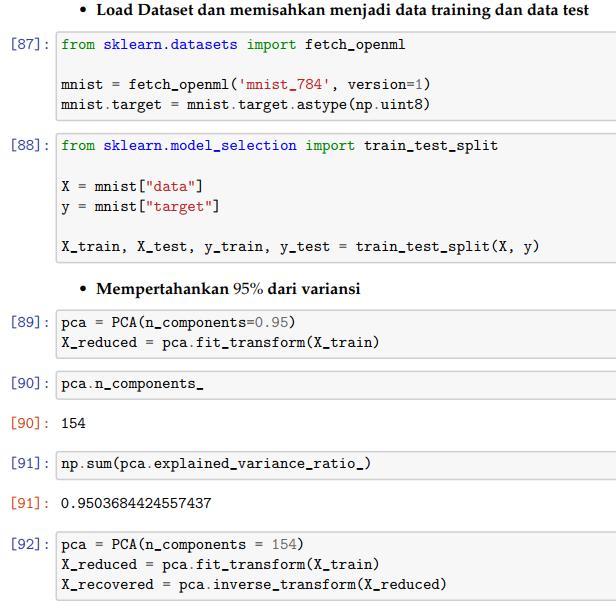 • Load Dataset dan memisahkan menjadi data training dan data test
[87]: from sklearn.datasets import fetch_openml
mnist = fetch_openml('mnist_784', version=1)
mnist.target = mnist.target.astype(np.uint8)
[88]: from sklearn.model_selection import train_test_split
X = mnist["data"]
y = mnist["target"]
X_train, X_test, y_train, y_test = train_test_split(X, y)
• Mempertahankan 95% dari variansi
[89]: pca = PCA(n_components=0.95)
X_reduced = pca.fit_transform(X_train)
[90]: pca.n_components_
[90]: 154
[91]: np.sum(pca.explained_variance_ratio_)
[91]: 0.9503684424557437
[92]: pca = PCA(n_components = 154)
X_reduced = pca.fit_transform(X_train)
X_recovered = pca.inverse_transform(X_reduced)